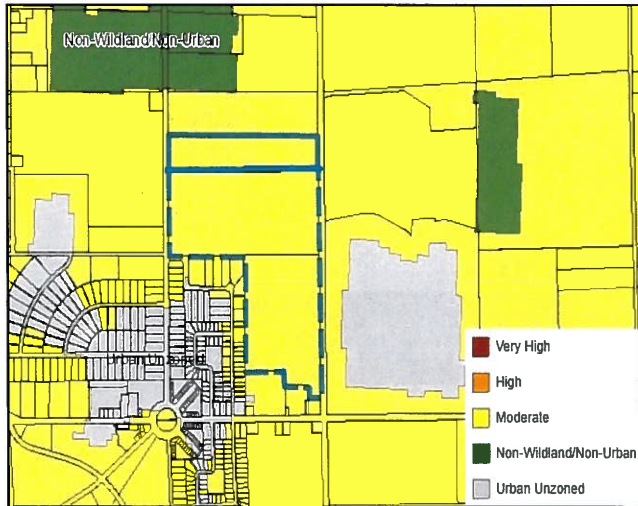 Non-Wildland/Non-Urban
Urban Unzoned
Very High
High
Moderate
Non-Wildland/Non-Urban
Urban Unzoned